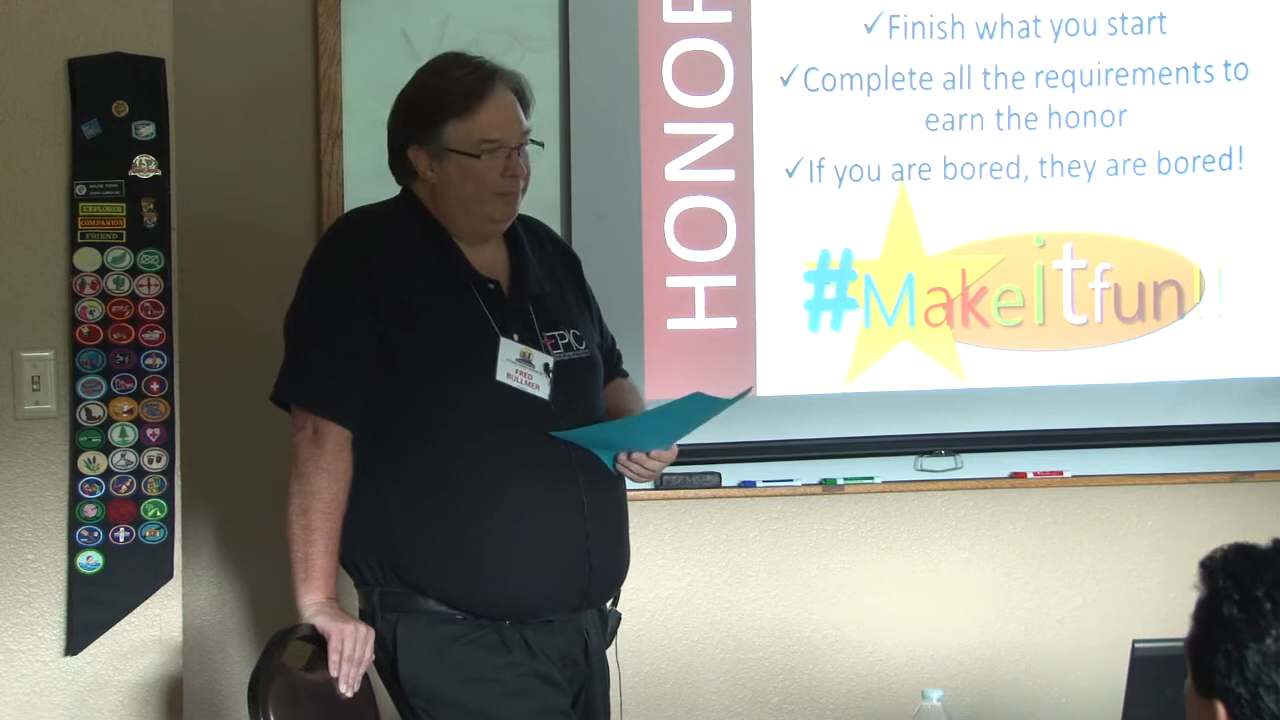 HONOR
✓Finish what you start
✓Complete all the requirements to
earn the honor
✓If you are bored, they are bored!
#Makeitfun!!
EPIC
FRED
BULLMER
EXPLORER
COMPANION
FRIEND